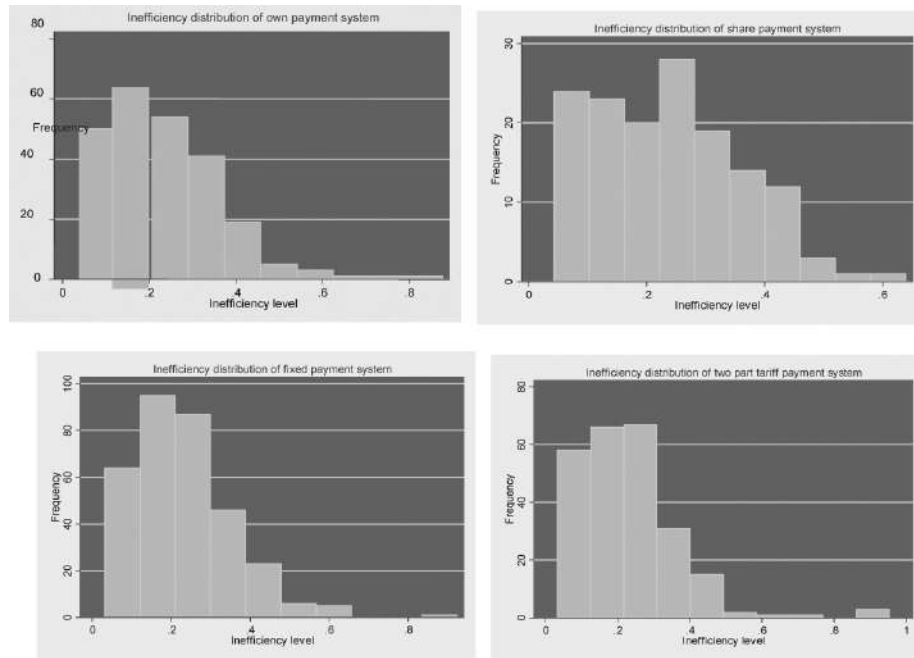 Inefficiency distribution of own payment system
80
60
Frequency
40
20
0
0 .2 .4 .6 .8
Inefficiency level
Inefficiency distribution of share payment system
30
20
Frequency
10
0
0 .2 .4 .6
Inefficiency level
Inefficiency distribution of fixed payment system
100
80
60
Frequency
40
20
0
0 .2 .4 .6 .8
Inefficiency level
Inefficiency distribution of two part tariff payment system
80
60
Frequency
40
20
0
0 .2 .4 .6 .8 1
Inefficiency level